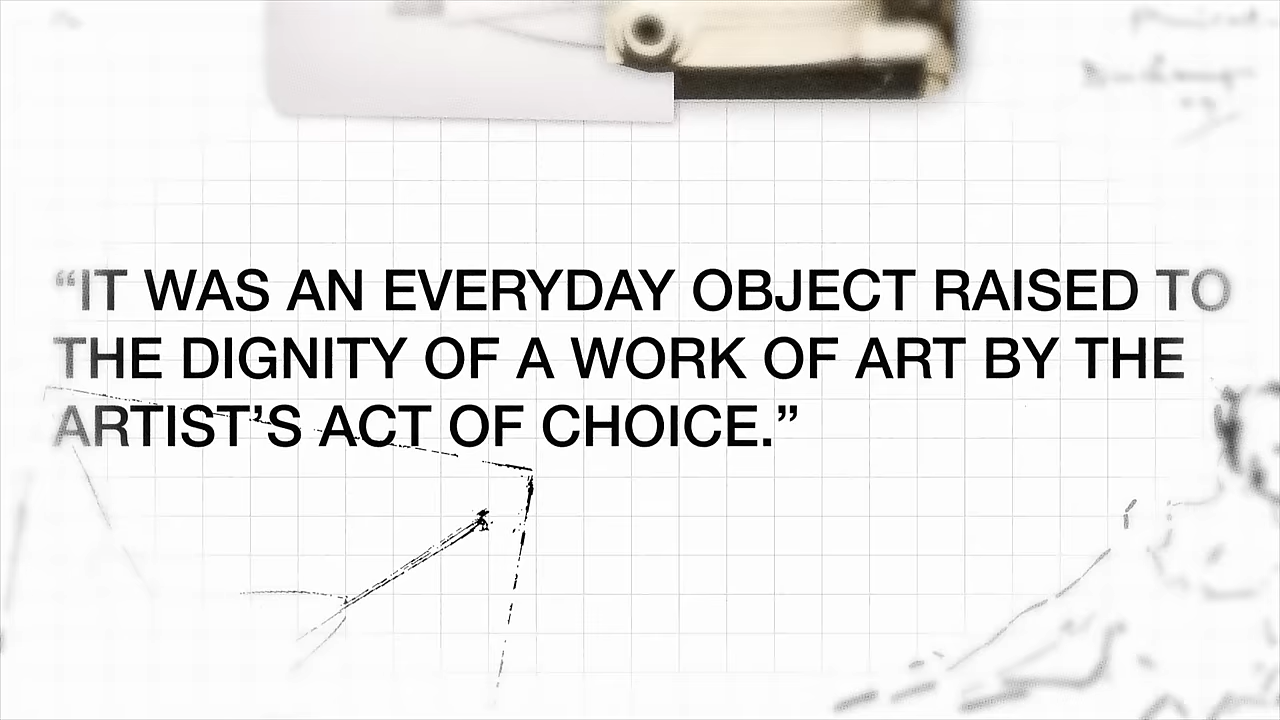 “IT WAS AN EVERYDAY OBJECT RAISED TO
THE DIGNITY OF A WORK OF ART BY THE
ARTIST’S ACT OF CHOICE.”